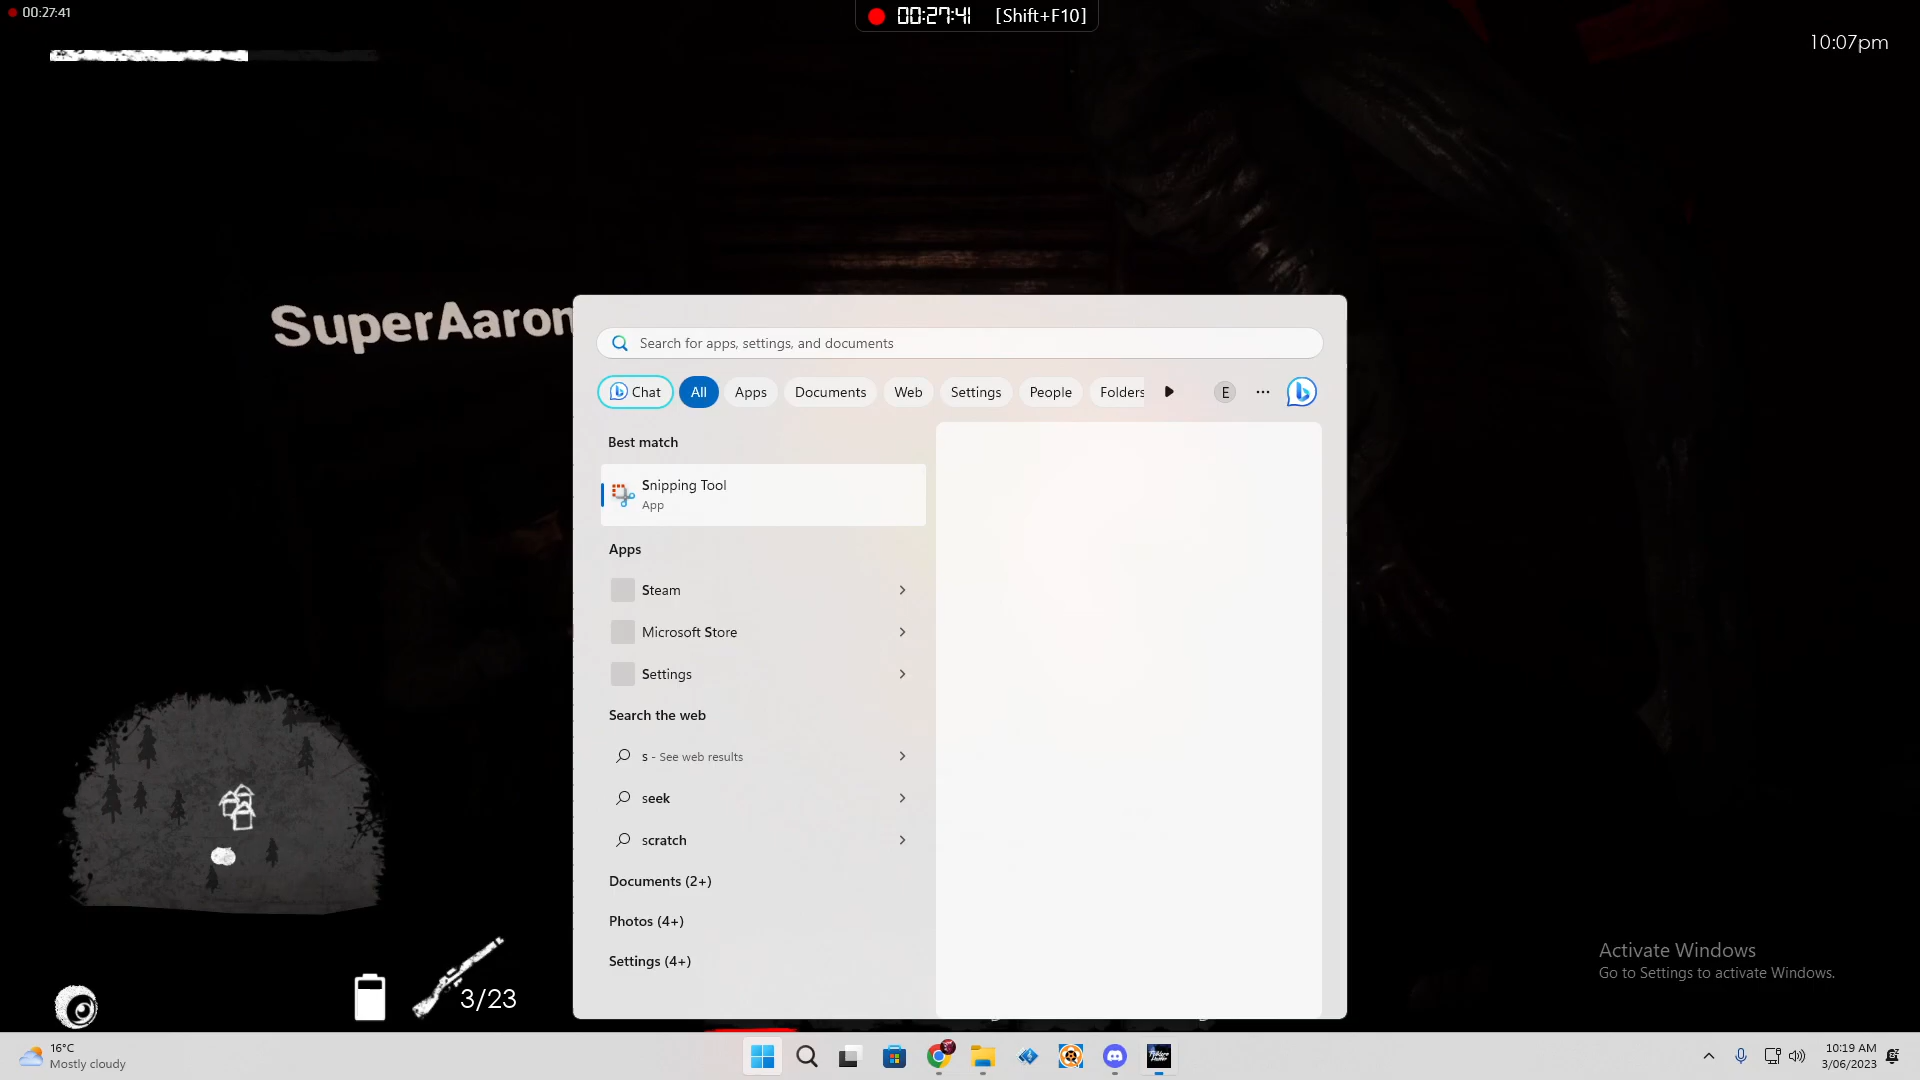 00:27:41
00:27:41 [Shift+F10]
10:07pm
SuperAaron
Search for apps, settings, and documents
Chat All Apps Documents Web Settings People Folders E
Best match
Snipping Tool
App
Apps
Steam
Microsoft Store
Settings
Search the web
s - See web results
seek
scratch
Documents (2+)
Photos (4+)
Settings (4+)
Activate Windows
Go to Settings to activate Windows.
3/23
16°C
Mostly cloudy
10:19 AM
3/06/2023